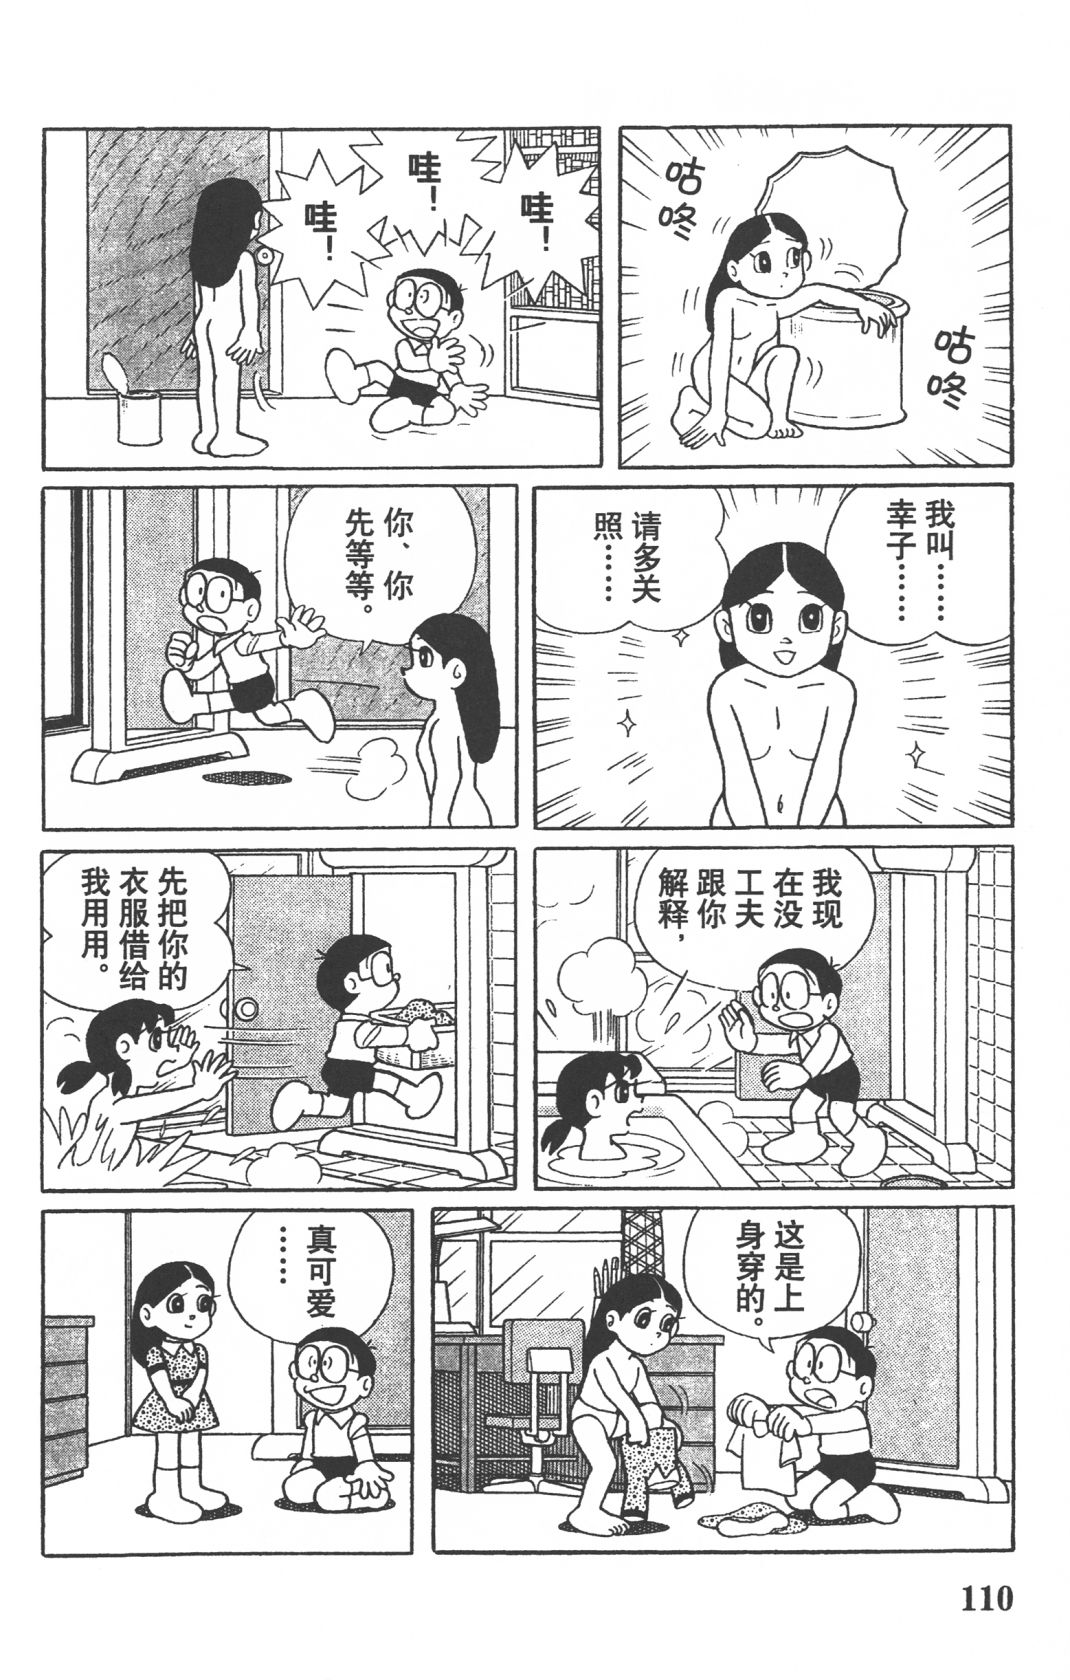 咕
咚
咕
咚
哇！
哇！
哇！
我叫……
幸子……
请多关
照……
你、你
先等等。
我现
在没
工夫
跟你
解释，
先把你的
衣服借给
我用用。
这是上
身穿的。
真可爱
……
110